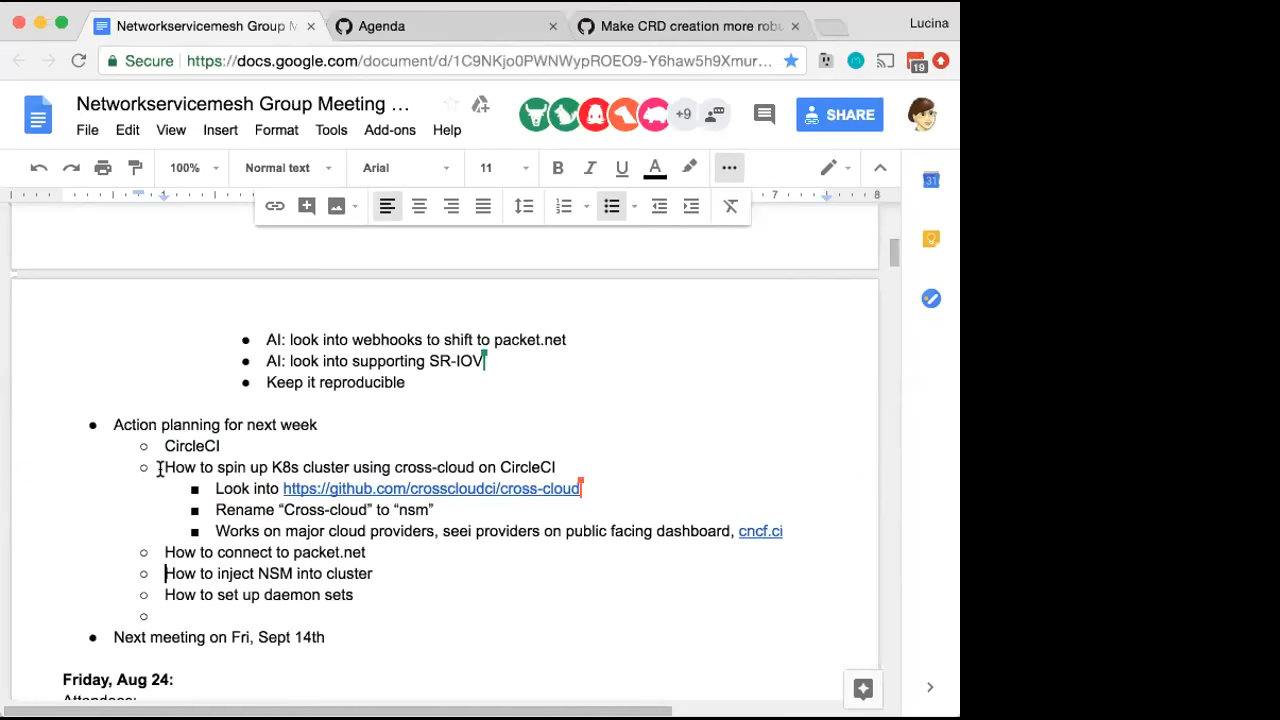 Networkservicemesh Group M
Agenda
Make CRD creation more robu
Lucina
Secure
https://docs.google.com/document/d/1C9NKjo0PWNWypROEO9-Y6haw5h9Xmur...
19
Networkservicemesh Group Meeting ...
+9
SHARE
File Edit View Insert Format Tools Add-ons Help
100% Normal text Arial 11 B I U A
1 7 8
31
AI: look into webhooks to shift to packet.net
AI: look into supporting SR-IOV
Keep it reproducible
Action planning for next week
CircleCI
How to spin up K8s cluster using cross-cloud on CircleCI
Look into https://github.com/crosscloudci/cross-cloud
Rename “Cross-cloud” to “nsm”
Works on major cloud providers, seei providers on public facing dashboard, cncf.ci
How to connect to packet.net
How to inject NSM into cluster
How to set up daemon sets
Next meeting on Fri, Sept 14th
Friday, Aug 24:
Attendees: